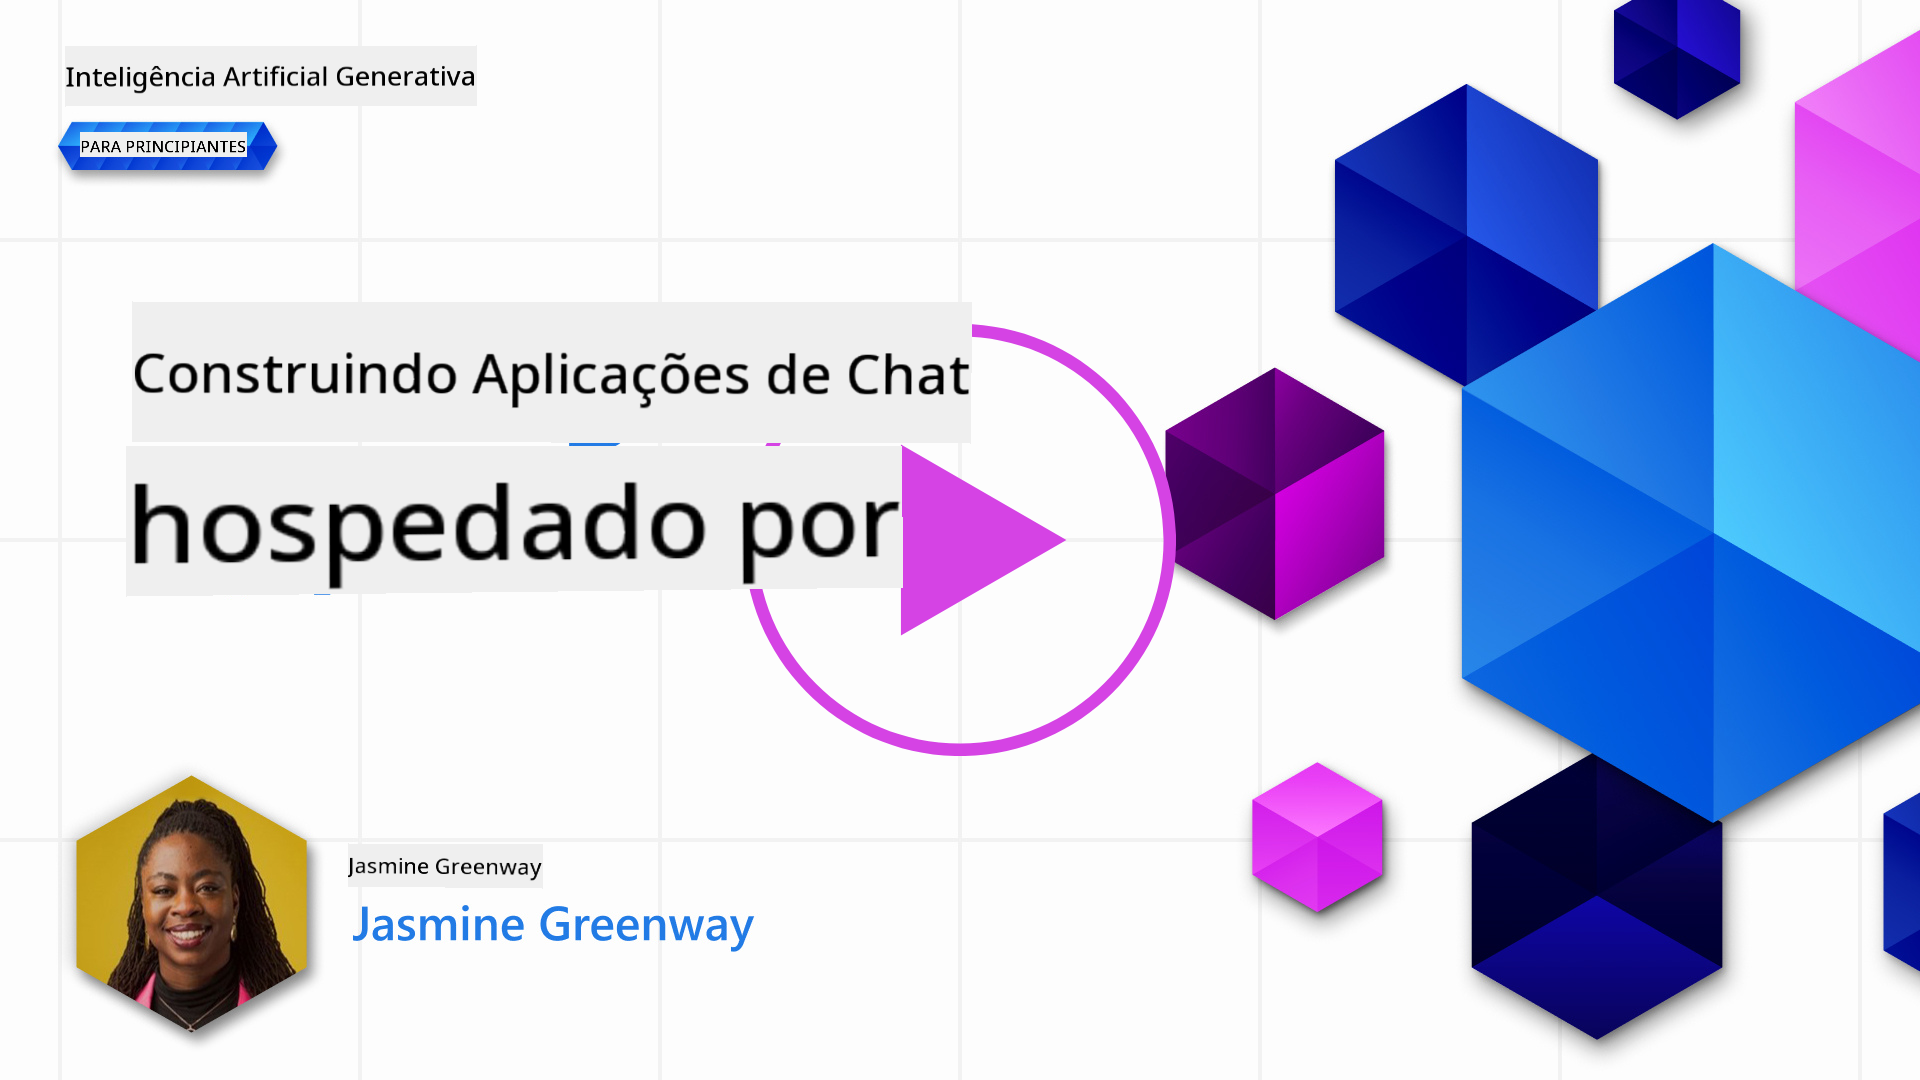 Inteligência Artificial Generativa
PARA PRINCIPIANTES
Construindo Aplicações de Chat
hospedado por
Jasmine Greenway
Jasmine Greenway